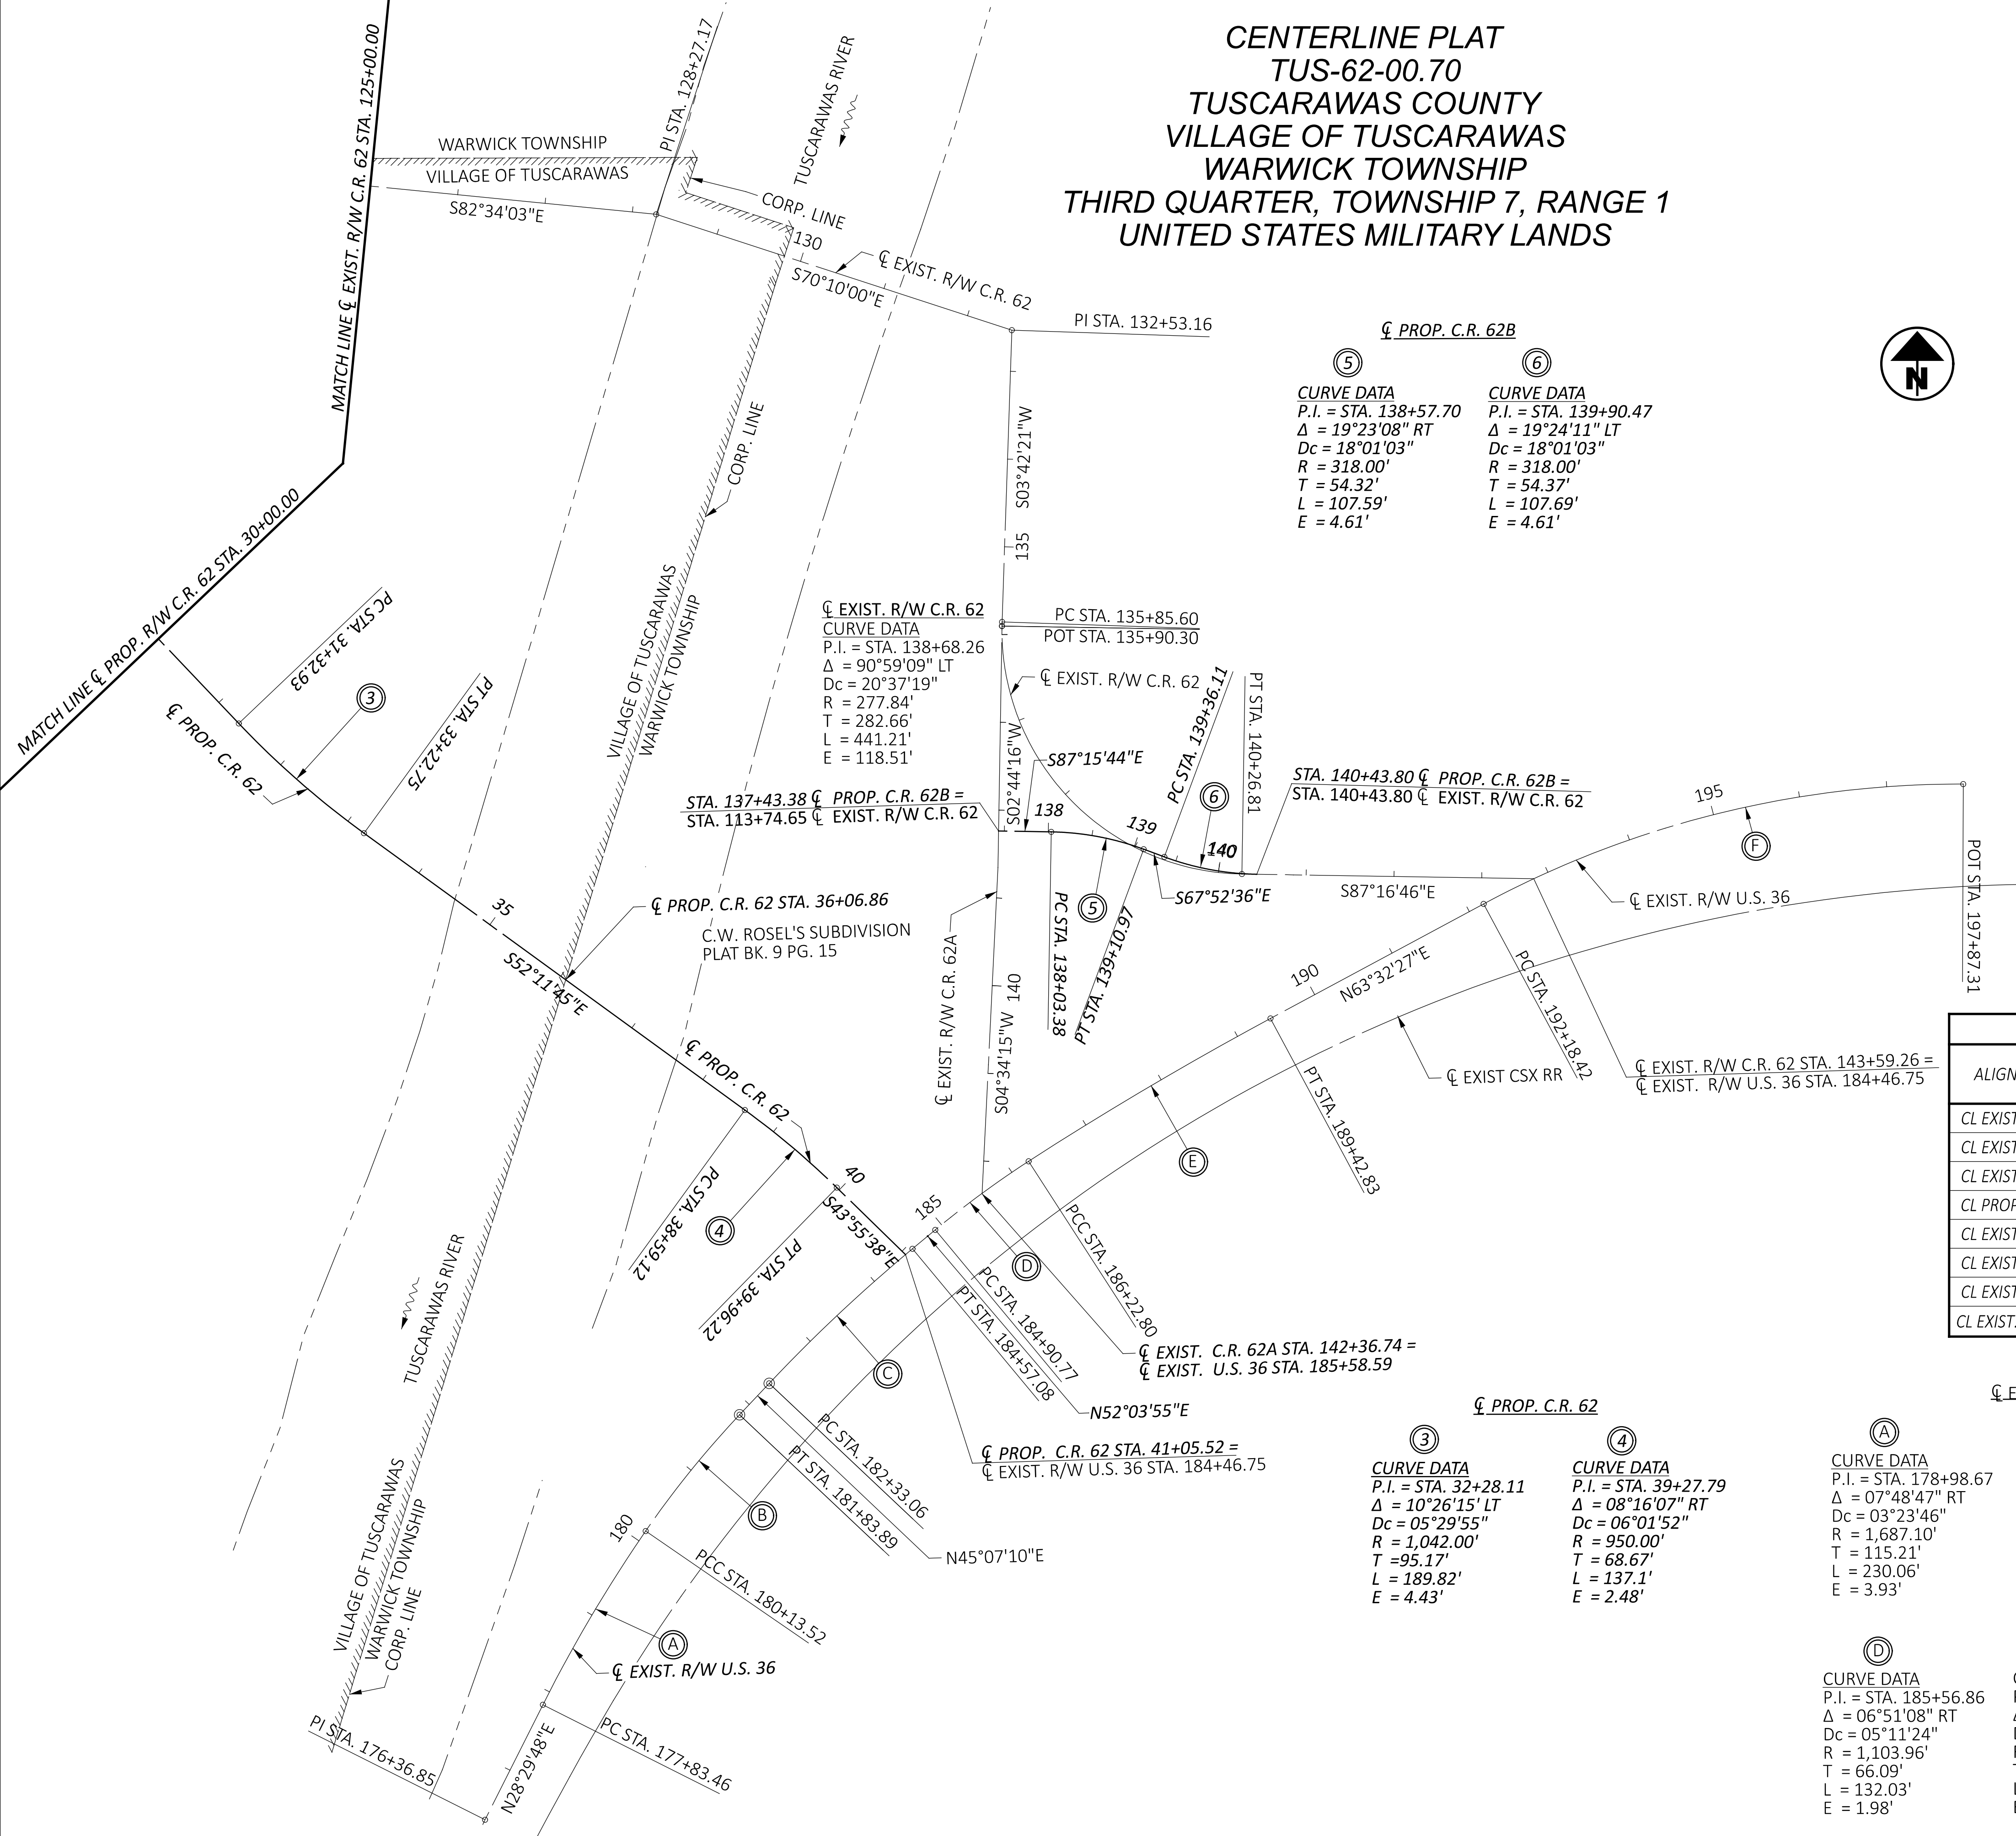 CENTERLINE PLAT
TUS-62-00.70
TUSCARAWAS COUNTY
VILLAGE OF TUSCARAWAS
WARWICK TOWNSHIP
THIRD QUARTER, TOWNSHIP 7, RANGE 1
UNITED STATES MILITARY LANDS
MATCH LINE ℄ EXIST. R/W C.R. 62 STA. 125+00.00
WARWICK TOWNSHIP
VILLAGE OF TUSCARAWAS
S82°34'03"E
PI STA. 128+27.17
TUSCARAWAS RIVER
CORP. LINE
130
S70°10'00"E
℄ EXIST. R/W C.R. 62
PI STA. 132+53.16
N
℄ PROP. C.R. 62B
5
CURVE DATA
P.I. = STA. 138+57.70
Δ = 19°23'08" RT
Dc = 18°01'03"
R = 318.00'
T = 54.32'
L = 107.59'
E = 4.61'
6
CURVE DATA
P.I. = STA. 139+90.47
Δ = 19°24'11" LT
Dc = 18°01'03"
R = 318.00'
T = 54.37'
L = 107.69'
E = 4.61'
S03°42'21"W
135
CORP. LINE
MATCH LINE ℄ PROP. R/W C.R. 62 STA. 30+00.00
PC STA. 31+32.93
3
℄ PROP. C.R. 62
PT STA. 33+22.75
VILLAGE OF TUSCARAWAS
WARWICK TOWNSHIP
℄ EXIST. R/W C.R. 62
CURVE DATA
P.I. = STA. 138+68.26
Δ = 90°59'09" LT
Dc = 20°37'19"
R = 277.84'
T = 282.66'
L = 441.21'
E = 118.51'
PC STA. 135+85.60
POT STA. 135+90.30
℄ EXIST. R/W C.R. 62
S02°44'16"W
S87°15'44"E
PC STA. 139+36.11
PT STA. 140+26.81
6
STA. 137+43.38 ℄ PROP. C.R. 62B =
STA. 113+74.65 ℄ EXIST. R/W C.R. 62
138
139
140
STA. 140+43.80 ℄ PROP. C.R. 62B =
STA. 140+43.80 ℄ EXIST. R/W C.R. 62
195
F
℄ EXIST. R/W U.S. 36
POT STA. 197+87.31
S87°16'46"E
S67°52'36"E
5
PC STA. 138+03.38
PT STA. 139+10.97
℄ EXIST. R/W C.R. 62A
140
S04°34'15"W
35
℄ PROP. C.R. 62 STA. 36+06.86
C.W. ROSEL'S SUBDIVISION
PLAT BK. 9 PG. 15
S52°11'45"E
℄ PROP. C.R. 62
190
N63°32'27"E
PC STA. 192+18.42
℄ EXIST CSX RR
℄ EXIST. R/W C.R. 62 STA. 143+59.26 =
℄ EXIST. R/W U.S. 36 STA. 184+46.75
PT STA. 189+42.83
E
ALIGN
CL EXIST
CL EXIST
CL EXIST
CL PROP
CL EXIST
CL EXIST
CL EXIST
CL EXIST.
PC STA. 38+59.12
4
40
PT STA. 39+96.22
S43°55'38"E
185
PCC STA. 186+22.80
D
PC STA. 184+90.77
PT STA. 184+57.08
C
℄ EXIST. C.R. 62A STA. 142+36.74 =
℄ EXIST. U.S. 36 STA. 185+58.59
N52°03'55"E
℄ PROP. C.R. 62 STA. 41+05.52 =
℄ EXIST. R/W U.S. 36 STA. 184+46.75
TUSCARAWAS RIVER
PC STA. 182+33.06
PT STA. 181+83.89
B
N45°07'10"E
180
PCC STA. 180+13.52
A
℄ EXIST. R/W U.S. 36
VILLAGE OF TUSCARAWAS
WARWICK TOWNSHIP
CORP. LINE
PI STA. 176+36.85
N28°29'48"E
PC STA. 177+83.46
℄ PROP. C.R. 62
3
CURVE DATA
P.I. = STA. 32+28.11
Δ = 10°26'15' LT
Dc = 05°29'55"
R = 1,042.00'
T =95.17'
L = 189.82'
E = 4.43'
4
CURVE DATA
P.I. = STA. 39+27.79
Δ = 08°16'07" RT
Dc = 06°01'52"
R = 950.00'
T = 68.67'
L = 137.1'
E = 2.48'
℄ E
A
CURVE DATA
P.I. = STA. 178+98.67
Δ = 07°48'47" RT
Dc = 03°23'46"
R = 1,687.10'
T = 115.21'
L = 230.06'
E = 3.93'
D
CURVE DATA
P.I. = STA. 185+56.86
Δ = 06°51'08" RT
Dc = 05°11'24"
R = 1,103.96'
T = 66.09'
L = 132.03'
E = 1.98'